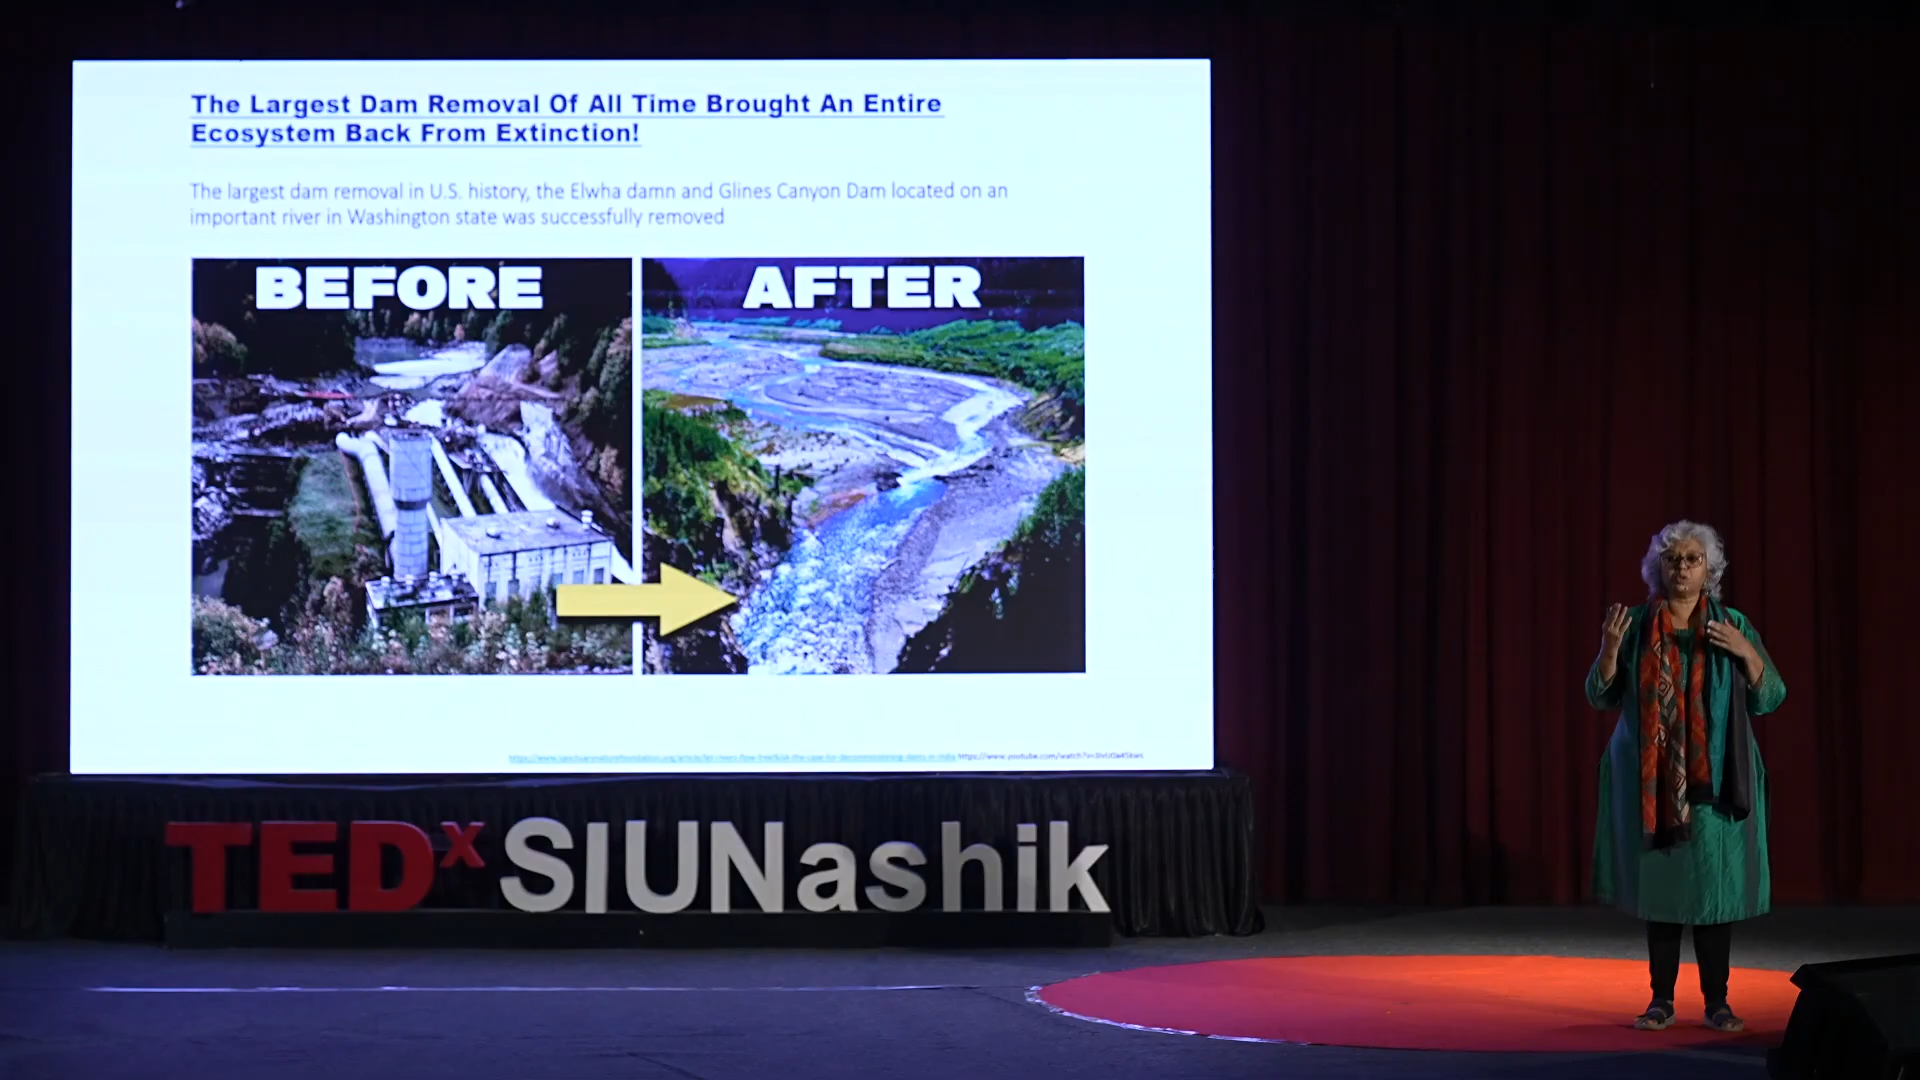 The Largest Dam Removal Of All Time Brought An Entire
Ecosystem Back From Extinction!
The largest dam removal in U.S. history, the Elwha damn and Glines Canyon Dam located on an
important river in Washington state was successfully removed
BEFORE
AFTER
TEDxSIUNashik